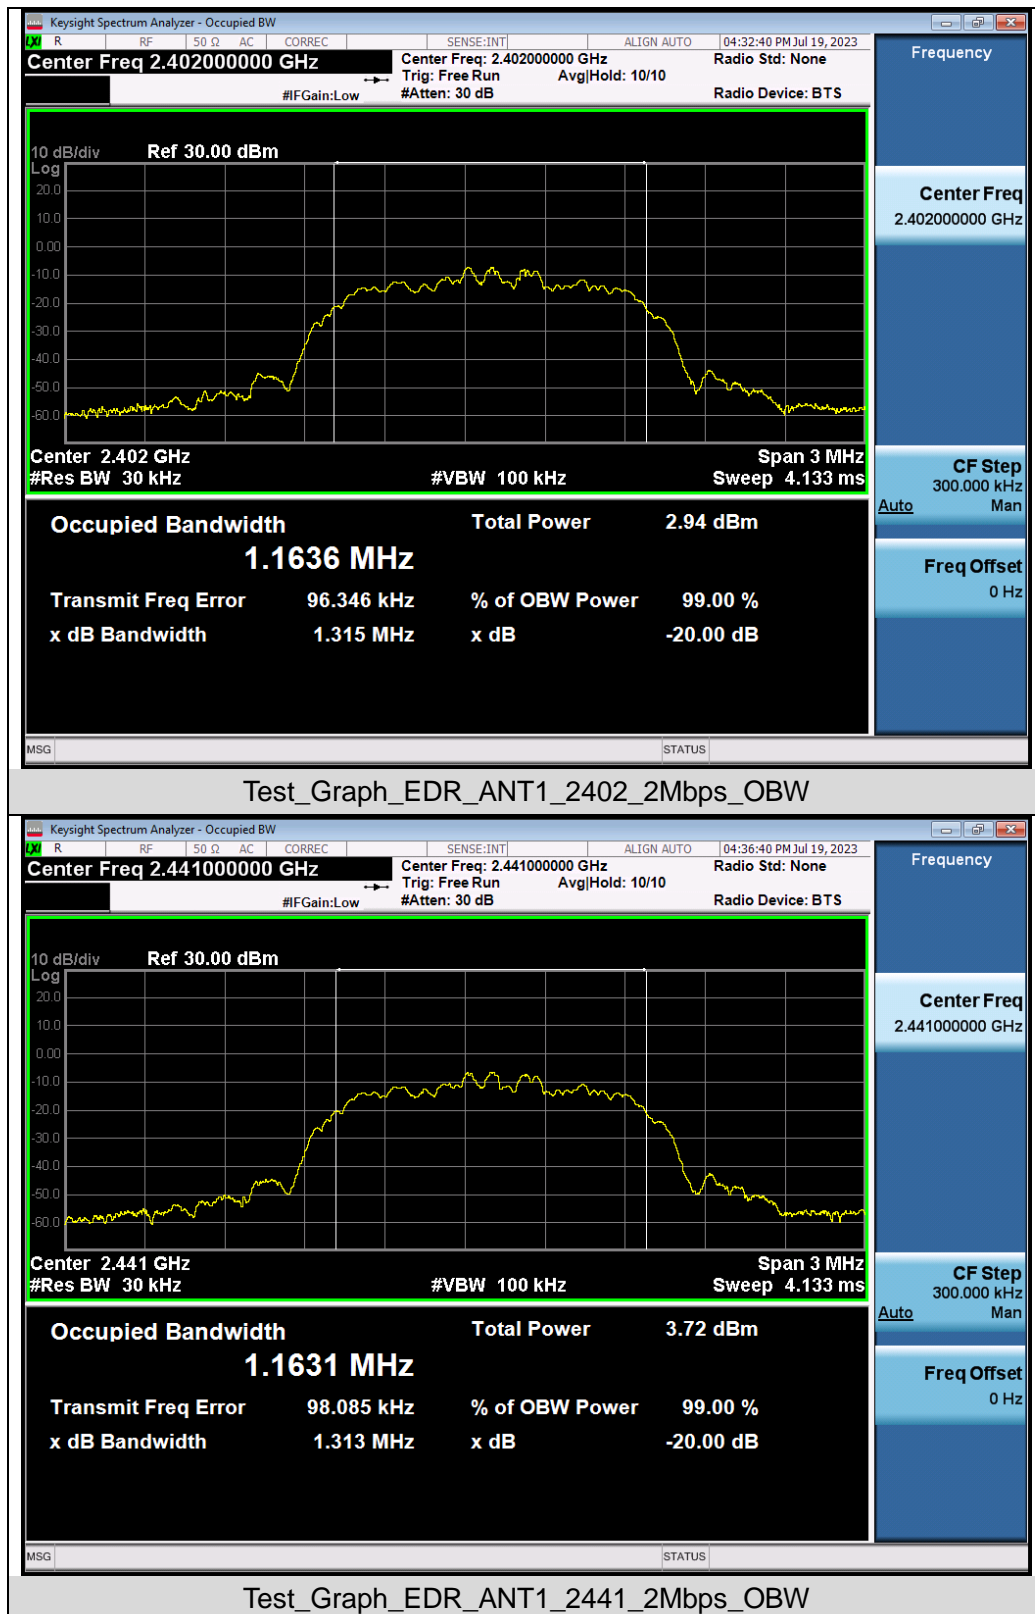 Keysight Spectrum Analyzer - Occupied BW
LXI R RF 50 Ω AC CORREC SENSE:INT ALIGN AUTO 04:32:40 PM Jul 19, 2023
Center Freq 2.402000000 GHz
Center Freq: 2.402000000 GHz Radio Std: None
Trig: Free Run Avg|Hold: 10/10
#IFGain:Low #Atten: 30 dB Radio Device: BTS
Frequency
10 dB/div Ref 30.00 dBm
Log
20.0
10.0
0.00
-10.0
-20.0
-30.0
-40.0
-50.0
-60.0
Center Freq
2.402000000 GHz
Center 2.402 GHz Span 3 MHz
#Res BW 30 kHz #VBW 100 kHz Sweep 4.133 ms
CF Step
300.000 kHz
Auto Man
Occupied Bandwidth Total Power 2.94 dBm
1.1636 MHz
Transmit Freq Error 96.346 kHz % of OBW Power 99.00 %
x dB Bandwidth 1.315 MHz x dB -20.00 dB
Freq Offset
0 Hz
MSG STATUS
Test_Graph_EDR_ANT1_2402_2Mbps_OBW
Keysight Spectrum Analyzer - Occupied BW
LXI R RF 50 Ω AC CORREC SENSE:INT ALIGN AUTO 04:36:40 PM Jul 19, 2023
Center Freq 2.441000000 GHz
Center Freq: 2.441000000 GHz Radio Std: None
Trig: Free Run Avg|Hold: 10/10
#IFGain:Low #Atten: 30 dB Radio Device: BTS
Frequency
10 dB/div Ref 30.00 dBm
Log
20.0
10.0
0.00
-10.0
-20.0
-30.0
-40.0
-50.0
-60.0
Center Freq
2.441000000 GHz
Center 2.441 GHz Span 3 MHz
#Res BW 30 kHz #VBW 100 kHz Sweep 4.133 ms
CF Step
300.000 kHz
Auto Man
Occupied Bandwidth Total Power 3.72 dBm
1.1631 MHz
Transmit Freq Error 98.085 kHz % of OBW Power 99.00 %
x dB Bandwidth 1.313 MHz x dB -20.00 dB
Freq Offset
0 Hz
MSG STATUS
Test_Graph_EDR_ANT1_2441_2Mbps_OBW